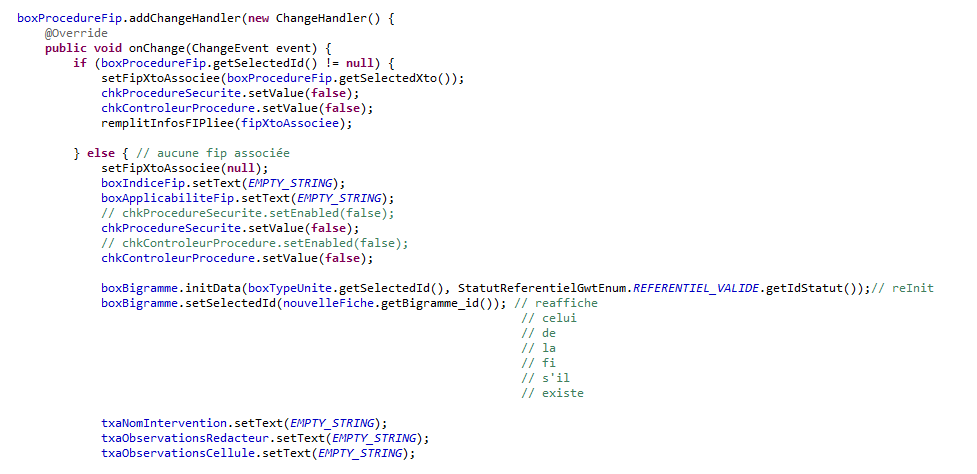 boxProcedureFip.addChangeHandler(new ChangeHandler() {
@Override
public void onChange(ChangeEvent event) {
if (boxProcedureFip.getSelectedId() != null) {
setFipXtoAssociee(boxProcedureFip.getSelectedXto());
chkProcedureSecurite.setValue(false);
chkControleurProcedure.setValue(false);
remplitInfosFIPliee(fipXtoAssociee);
} else { // aucune fip associée
setFipXtoAssociee(null);
boxIndiceFip.setText(EMPTY_STRING);
boxApplicabiliteFip.setText(EMPTY_STRING);
// chkProcedureSecurite.setEnabled(false);
chkProcedureSecurite.setValue(false);
// chkControleurProcedure.setEnabled(false);
chkControleurProcedure.setValue(false);
boxBigramme.initData(boxTypeUnite.getSelectedId(), StatutReferentielGwtEnum.REFERENTIEL_VALIDE.getIdStatut());// reInit
boxBigramme.setSelectedId(nouvelleFiche.getBigramme_id()); // reaffiche
// celui
// de
// la
// fi
// s'il
// existe
txaNomIntervention.setText(EMPTY_STRING);
txaObservationsRedacteur.setText(EMPTY_STRING);
txaObservationsCellule.setText(EMPTY_STRING);